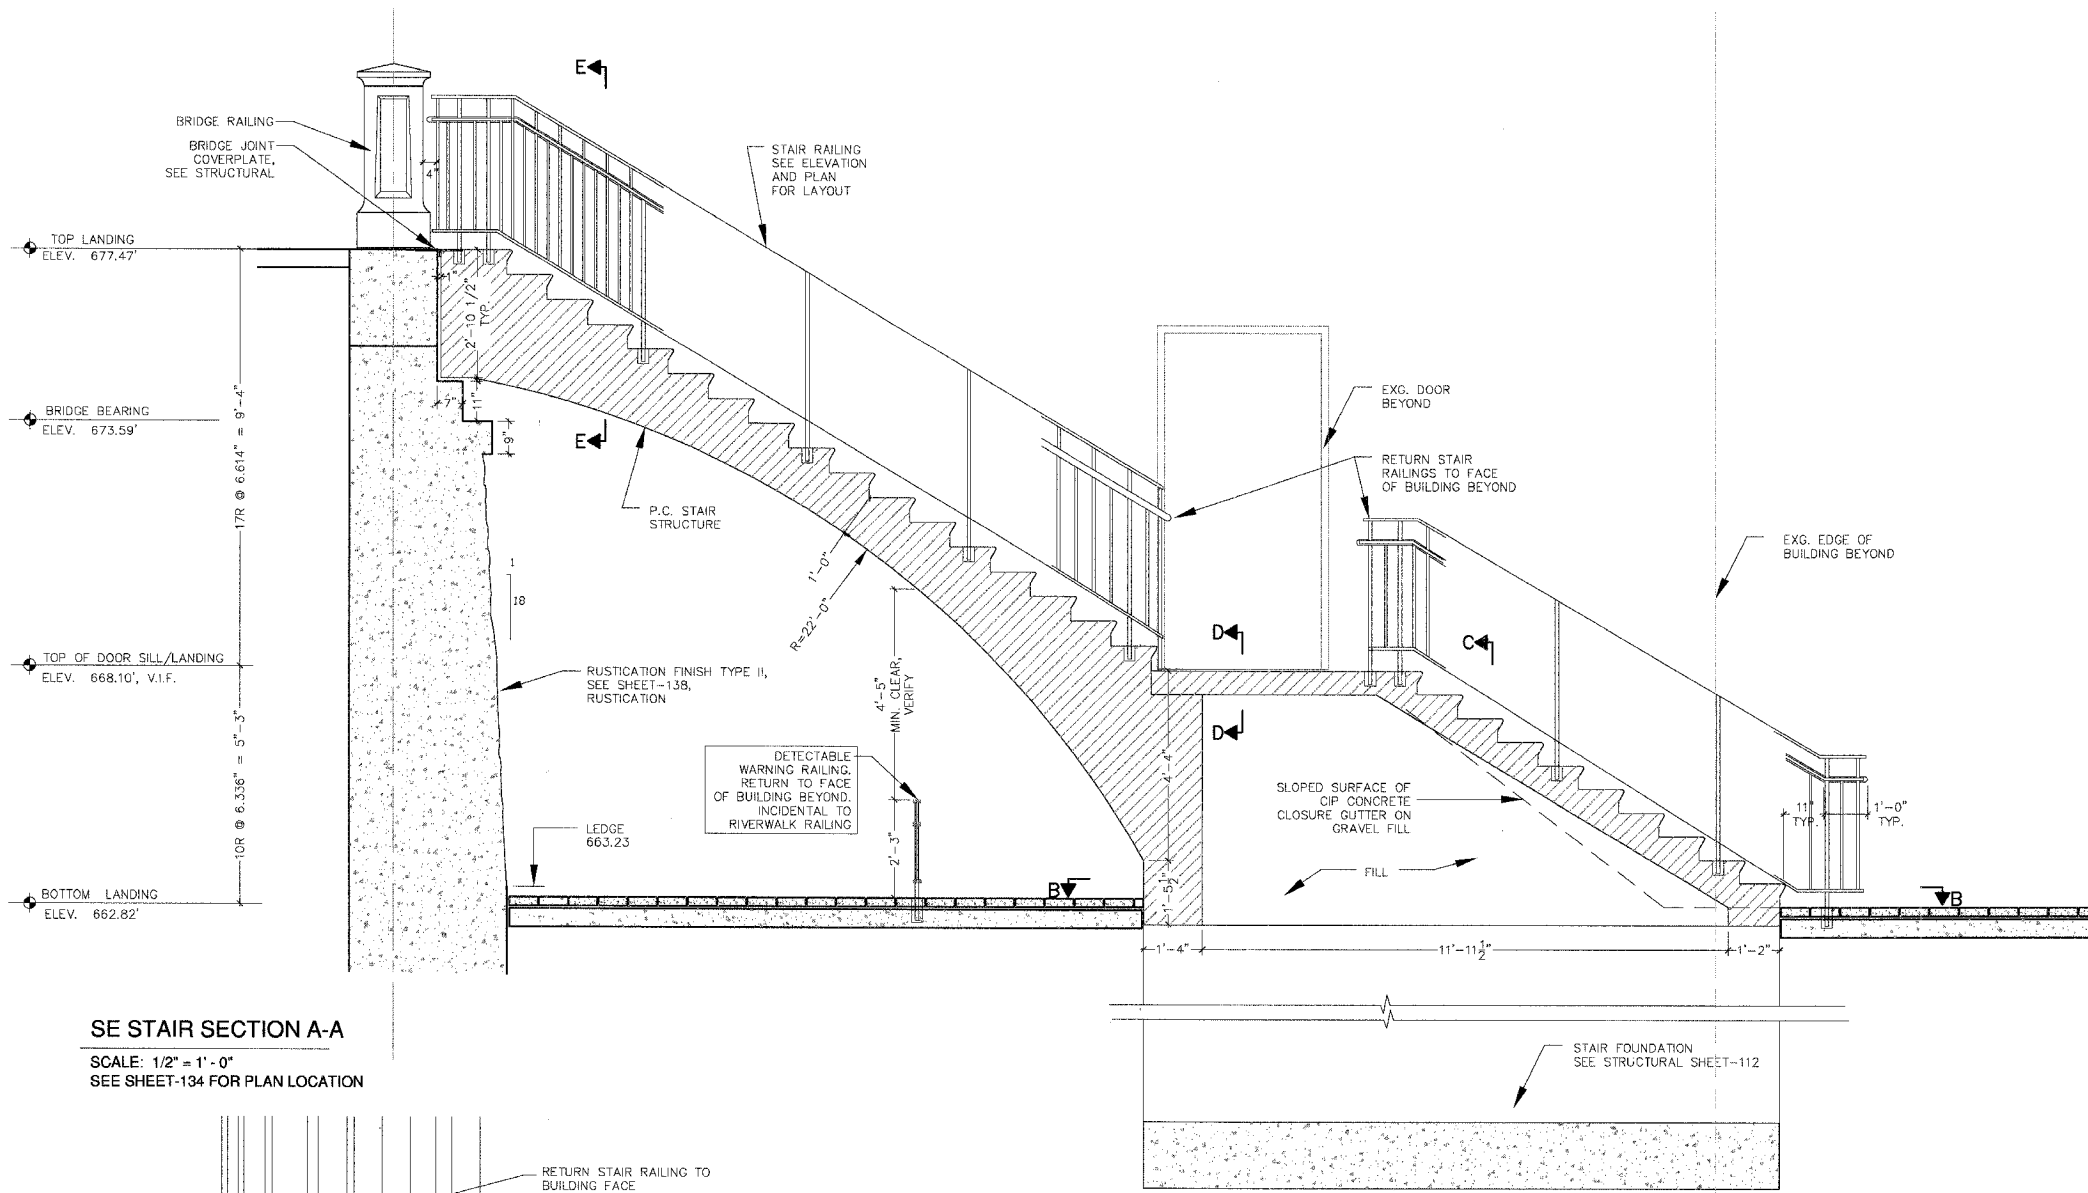 E
BRIDGE RAILING
BRIDGE JOINT
COVERPLATE,
SEE STRUCTURAL
4"
STAIR RAILING
SEE ELEVATION
AND PLAN
FOR LAYOUT
TOP LANDING
ELEV. 677.47'
1"
2'-10 1/2"
TYP.
17R @ 6.614" = 9'-4"
BRIDGE BEARING
ELEV. 673.59'
7"
11"
9"
E
EXG. DOOR
BEYOND
RETURN STAIR
RAILINGS TO FACE
OF BUILDING BEYOND
P.C. STAIR
STRUCTURE
EXG. EDGE OF
BUILDING BEYOND
1
18
1'-0"
R=22'-0"
D
C
TOP OF DOOR SILL/LANDING
ELEV. 668.10', V.I.F.
RUSTICATION FINISH TYPE II,
SEE SHEET-138,
RUSTICATION
4'-5"
MIN. CLEAR,
VERIFY
D
10R @ 6.336" = 5'-3"
DETECTABLE
WARNING RAILING.
RETURN TO FACE
OF BUILDING BEYOND.
INCIDENTAL TO
RIVERWALK RAILING
4'-4"
SLOPED SURFACE OF
CIP CONCRETE
CLOSURE GUTTER ON
GRAVEL FILL
11"
TYP.
1'-0"
TYP.
LEDGE
663.23
2'-3"
FILL
BOTTOM LANDING
ELEV. 662.82'
B
1'-5 1/2"
B
1'-4"
11'-11 1/2"
1'-2"
SE STAIR SECTION A-A
SCALE: 1/2" = 1' - 0"
SEE SHEET-134 FOR PLAN LOCATION
STAIR FOUNDATION
SEE STRUCTURAL SHEET-112
RETURN STAIR RAILING TO
BUILDING FACE